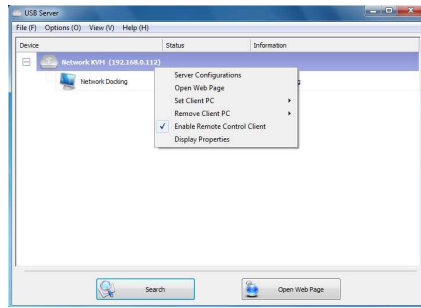 USB Server
File (F) Options (O) View (V) Help (H)
Device Status Information
Network KVM (192.168.0.112)
Network Docking
Server Configurations
Open Web Page
Set Client PC
Remove Client PC
Enable Remote Control Client
Display Properties
Search Open Web Page